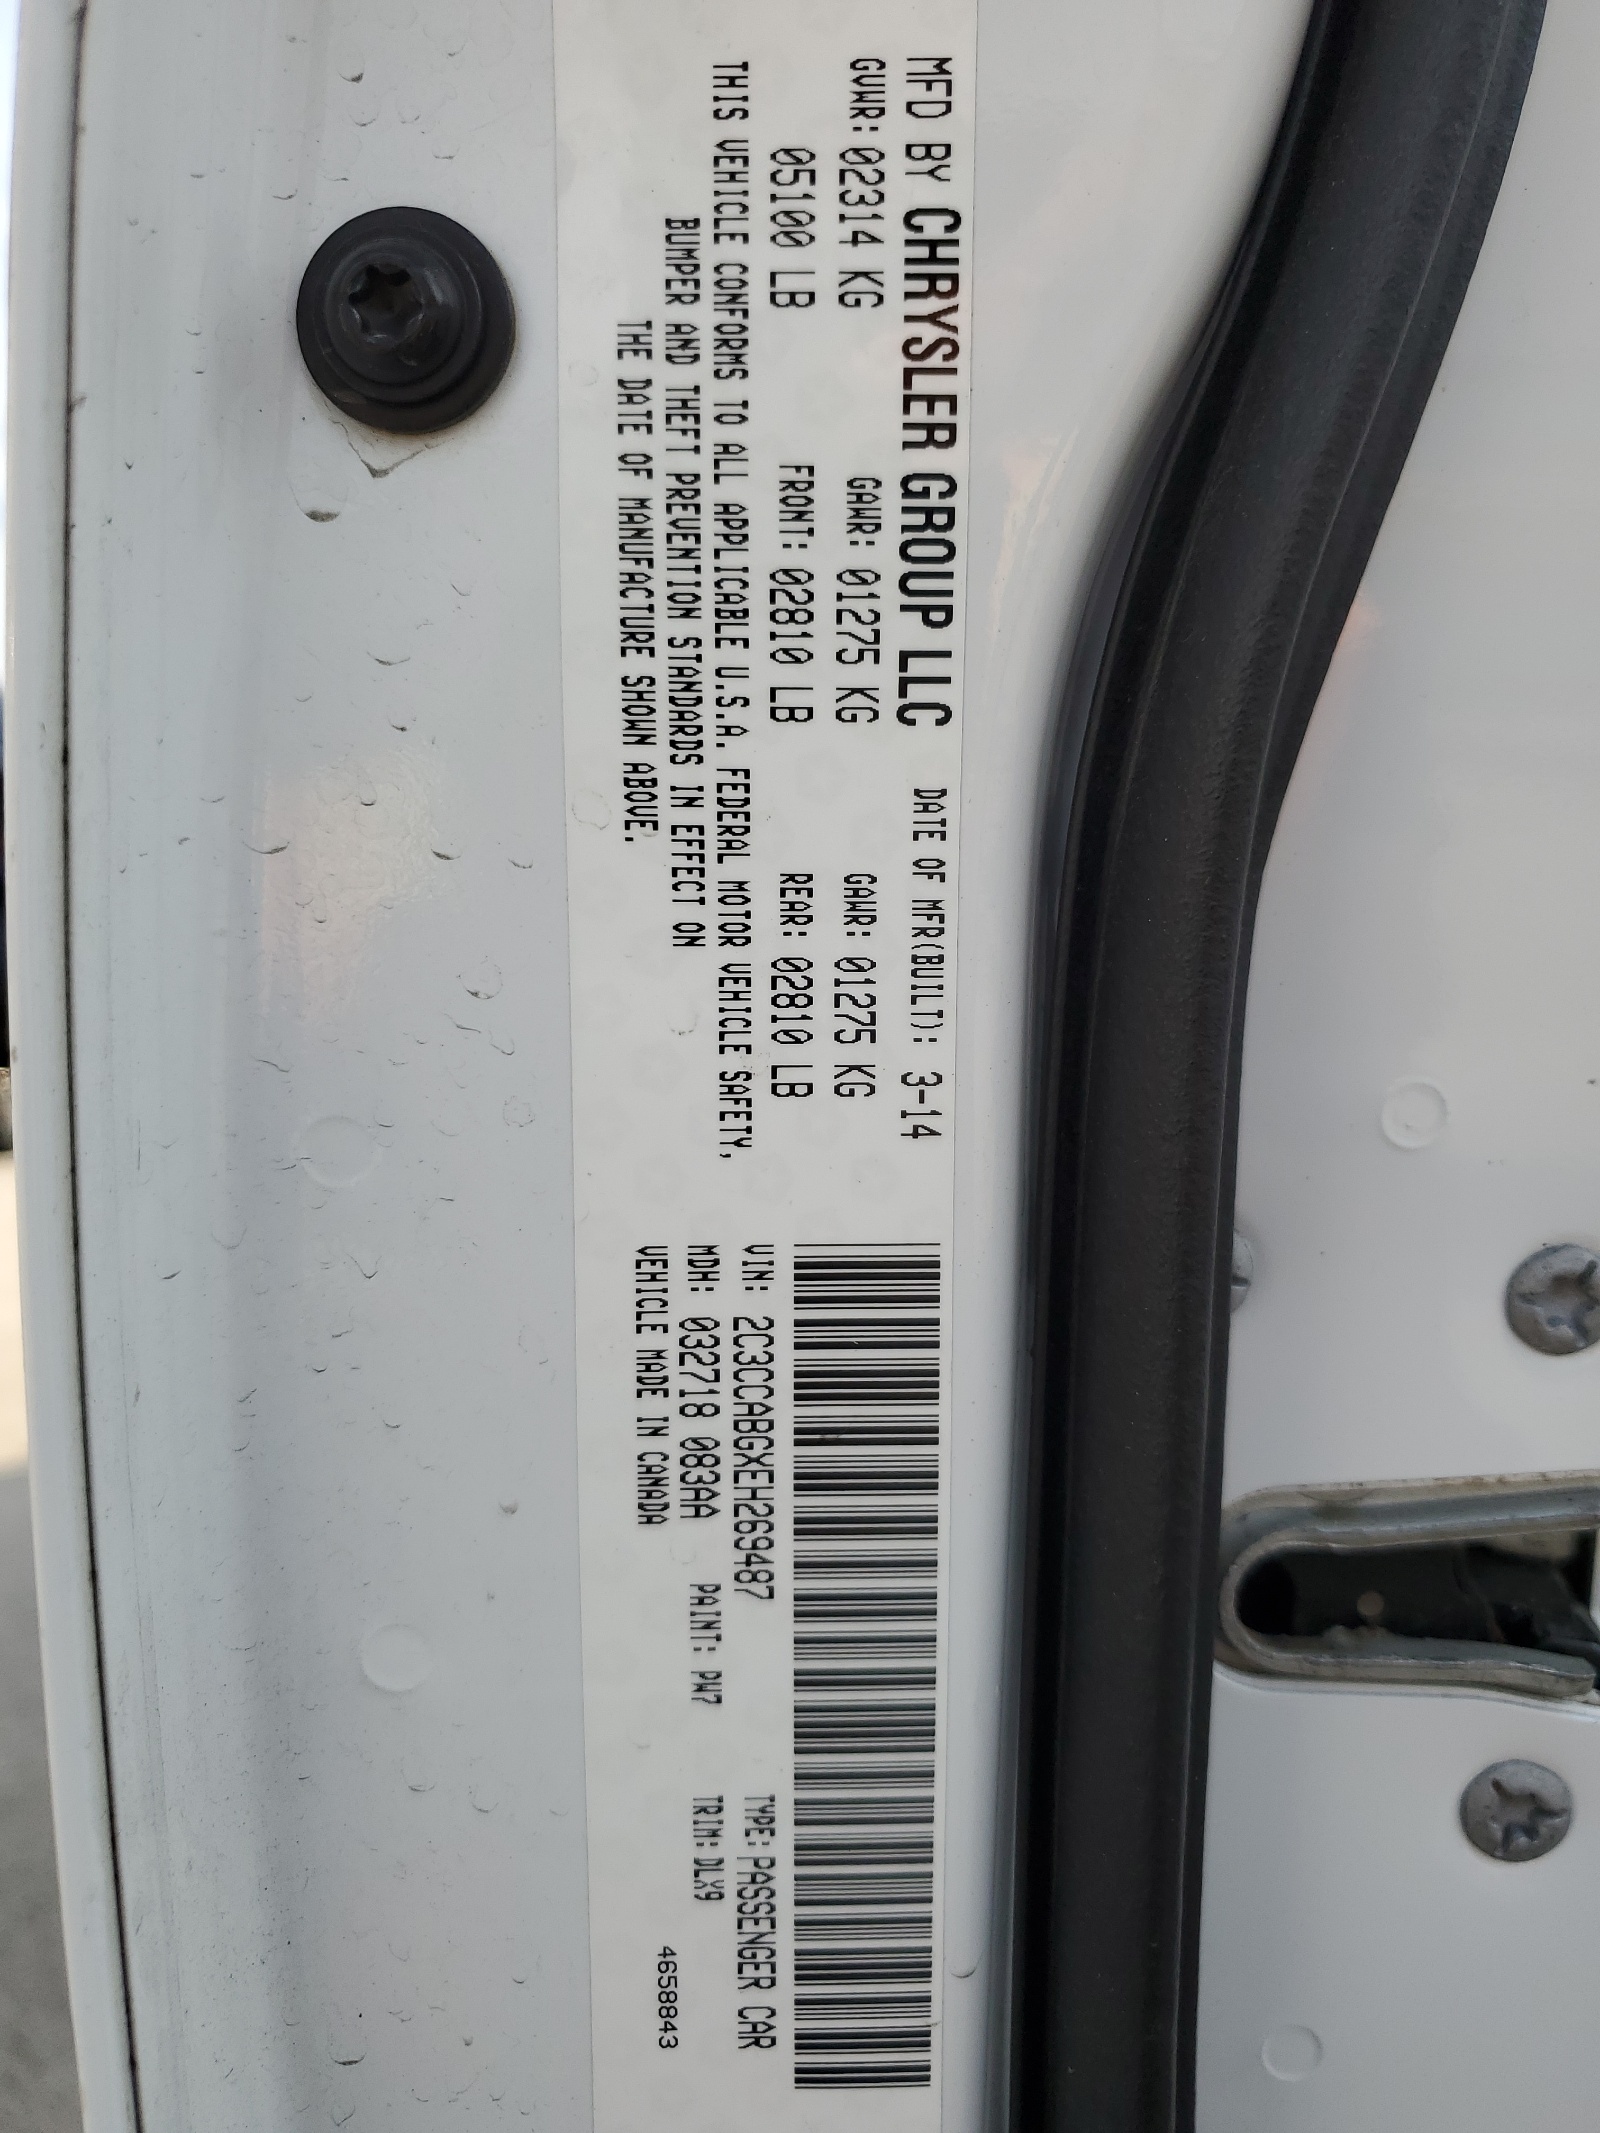 MFD BY CHRYSLER GROUP LLC DATE OF MFR(BUILT): 3-14
GVWR: 02314 KG GAWR: 01275 KG GAWR: 01275 KG
05100 LB FRONT: 02810 LB REAR: 02810 LB
THIS VEHICLE CONFORMS TO ALL APPLICABLE U.S.A. FEDERAL MOTOR VEHICLE SAFETY,
BUMPER AND THEFT PREVENTION STANDARDS IN EFFECT ON
THE DATE OF MANUFACTURE SHOWN ABOVE.
VIN: 2C3CCABGXEH269487 TYPE: PASSENGER CAR
MDH: 032718 083AA PAINT: PW7 TRIM: DLX9
VEHICLE MADE IN CANADA 4658843